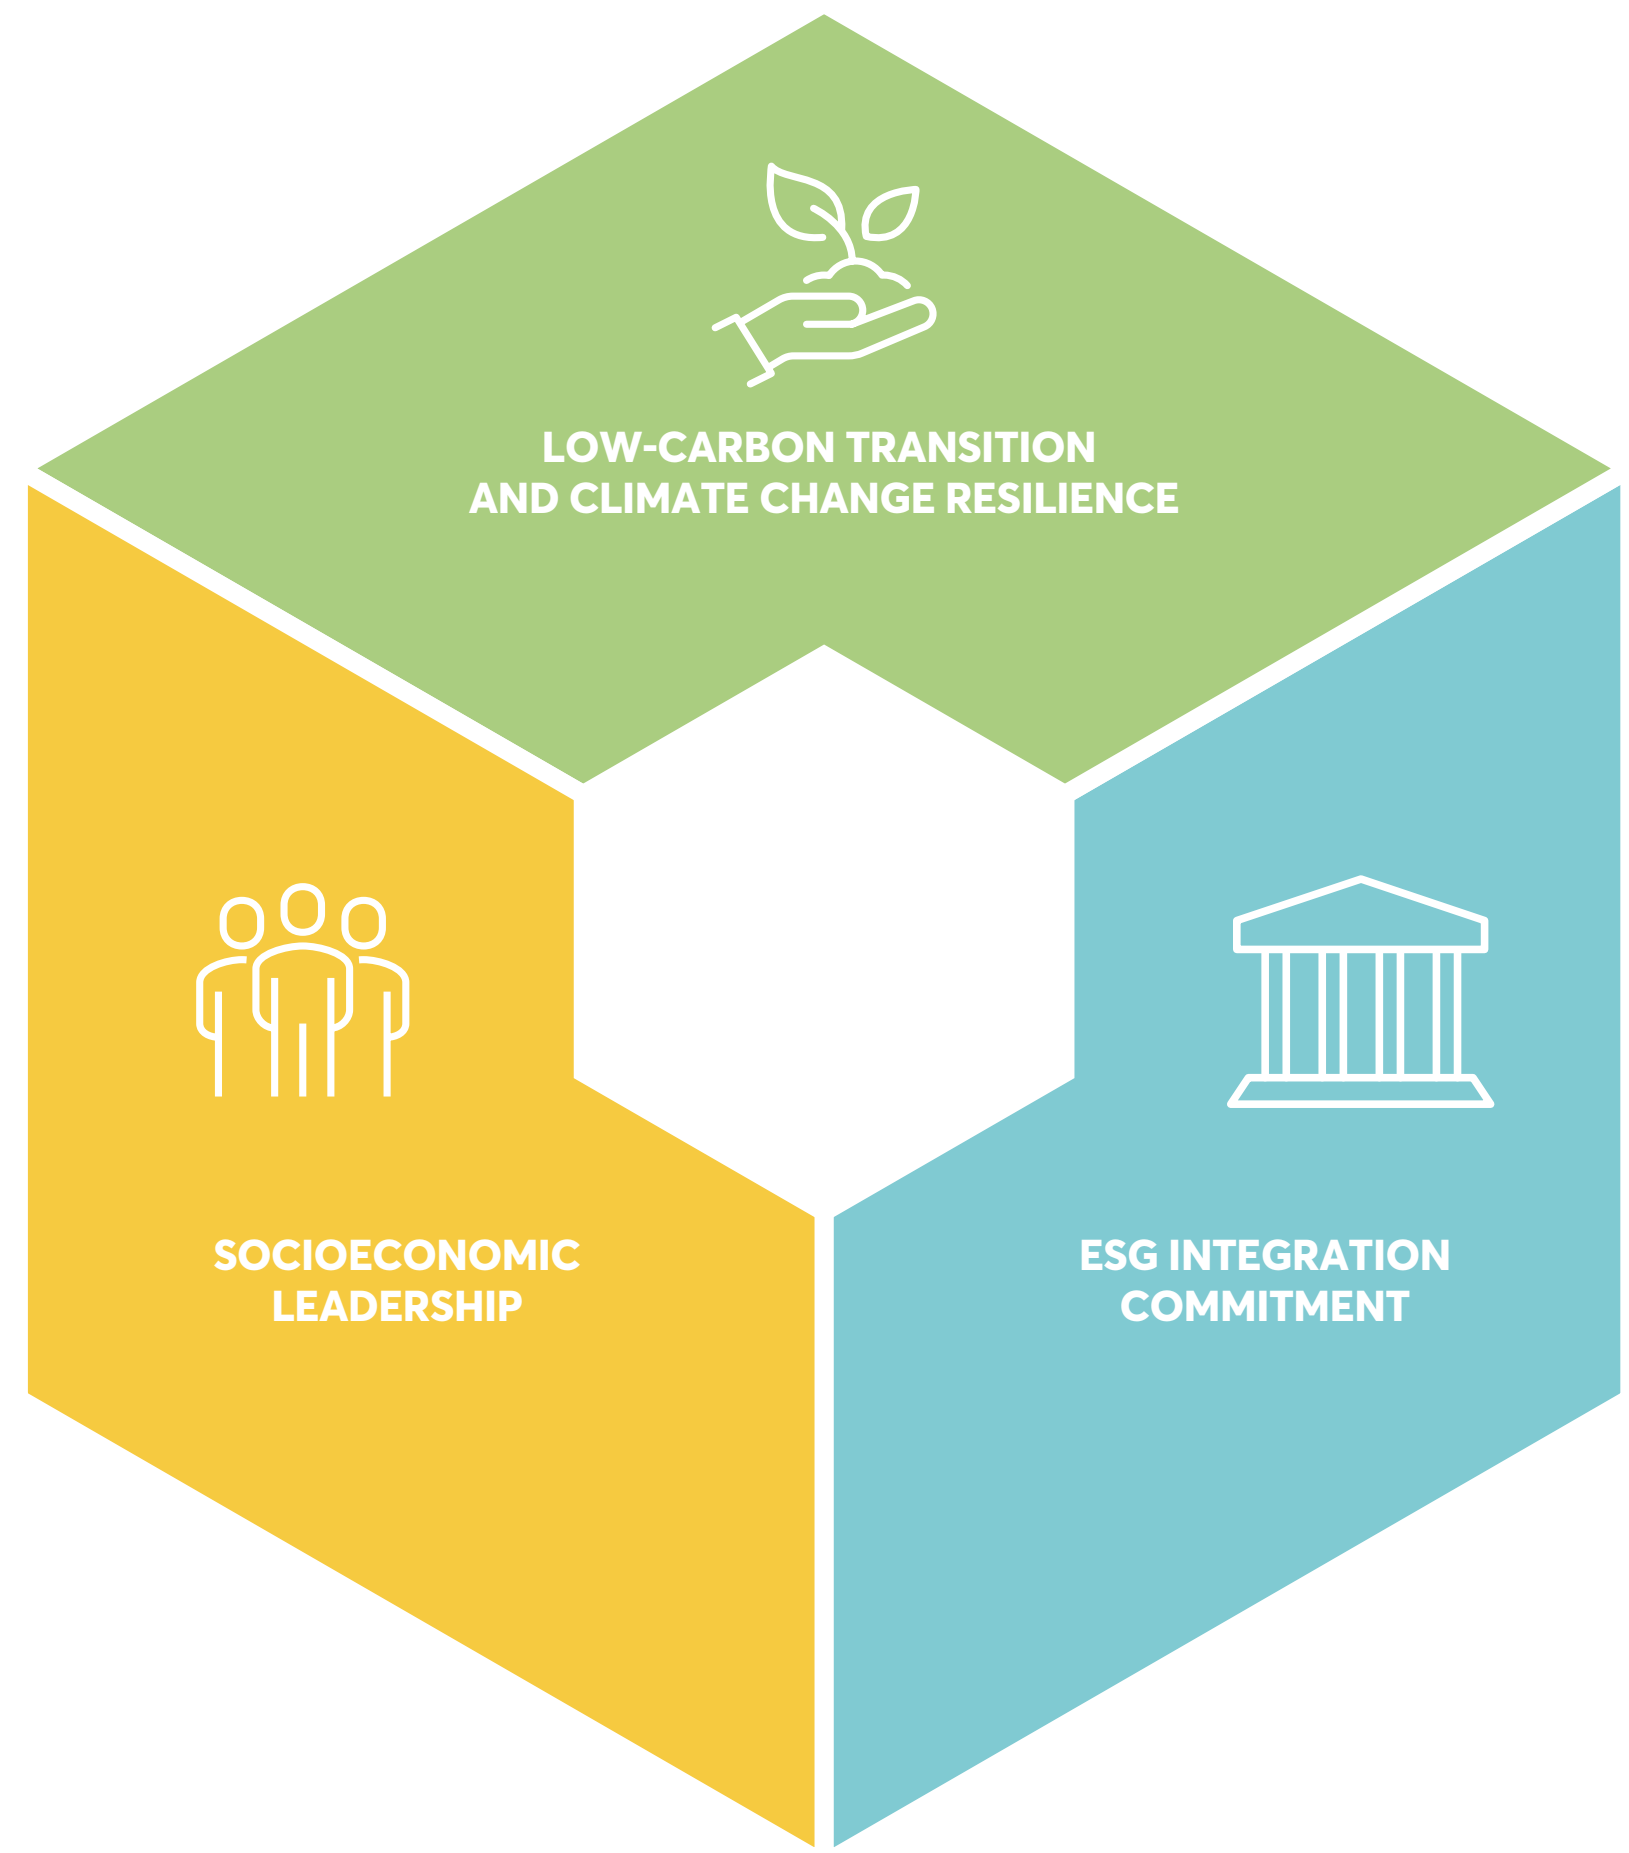 LOW-CARBON TRANSITION
AND CLIMATE CHANGE RESILIENCE
SOCIOECONOMIC
LEADERSHIP
ESG INTEGRATION
COMMITMENT